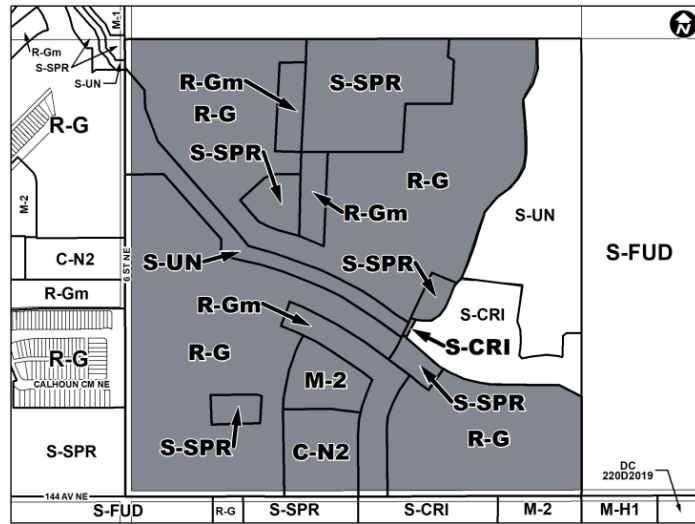 M-1
N
R-Gm
S-SPR
S-UN
R-Gm
S-SPR
R-G
R-G
S-SPR
R-G
M-2
R-Gm
S-UN
S-FUD
C-N2
6 ST NE
S-UN
S-SPR
R-Gm
R-Gm
S-CRI
S-CRI
R-G
R-G
CALHOUN CM NE
M-2
S-SPR
R-G
S-SPR
S-SPR
C-N2
DC
220D2019
144 AV NE
S-FUD
R-G
S-SPR
S-CRI
M-2
M-H1